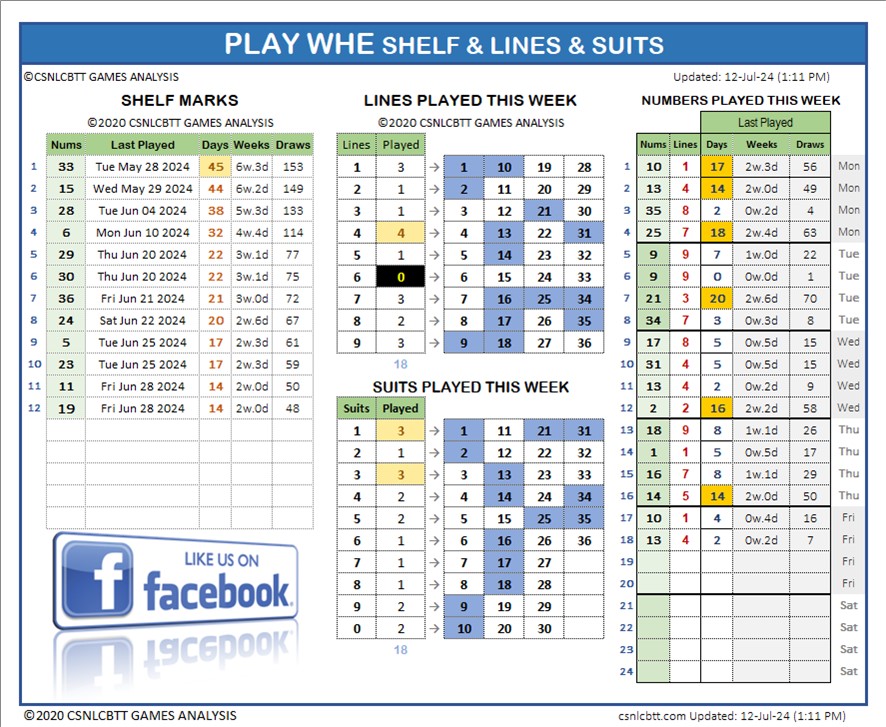 PLAY WHE SHELF & LINES & SUITS
©CSNLCBTT GAMES ANALYSIS
Updated: 12-Jul-24 (1:11 PM)
SHELF MARKS
©2020 CSNLCBTT GAMES ANALYSIS
Nums Last Played Days Weeks Draws
1 33 Tue May 28 2024 45 6w.3d 153
2 15 Wed May 29 2024 44 6w.2d 149
3 28 Tue Jun 04 2024 38 5w.3d 133
4 6 Mon Jun 10 2024 32 4w.4d 114
5 29 Thu Jun 20 2024 22 3w.1d 77
6 30 Thu Jun 20 2024 22 3w.1d 75
7 36 Fri Jun 21 2024 21 3w.0d 72
8 24 Sat Jun 22 2024 20 2w.6d 67
9 5 Tue Jun 25 2024 17 2w.3d 61
10 23 Tue Jun 25 2024 17 2w.3d 59
11 11 Fri Jun 28 2024 14 2w.0d 50
12 19 Fri Jun 28 2024 14 2w.0d 48
LIKE US ON
facebook
LINES PLAYED THIS WEEK
©2020 CSNLCBTT GAMES ANALYSIS
Lines Played
1 3 → 1 10 19 28
2 1 → 2 11 20 29
3 1 → 3 12 21 30
4 4 → 4 13 22 31
5 1 → 5 14 23 32
6 0 → 6 15 24 33
7 3 → 7 16 25 34
8 2 → 8 17 26 35
9 3 → 9 18 27 36
18
SUITS PLAYED THIS WEEK
Suits Played
1 3 → 1 11 21 31
2 1 → 2 12 22 32
3 3 → 3 13 23 33
4 2 → 4 14 24 34
5 2 → 5 15 25 35
6 1 → 6 16 26 36
7 1 → 7 17 27
8 1 → 8 18 28
9 2 → 9 19 29
0 2 → 10 20 30
18
NUMBERS PLAYED THIS WEEK
Last Played
Nums Lines Days Weeks Draws
1 10 1 17 2w.3d 56 Mon
2 13 4 14 2w.0d 49 Mon
3 35 8 2 0w.2d 4 Mon
4 25 7 18 2w.4d 63 Mon
5 9 9 7 1w.0d 22 Tue
6 9 9 0 0w.0d 1 Tue
7 21 3 20 2w.6d 70 Tue
8 34 7 3 0w.3d 8 Tue
9 17 8 5 0w.5d 15 Wed
10 31 4 5 0w.5d 15 Wed
11 13 4 2 0w.2d 9 Wed
12 2 2 16 2w.2d 58 Wed
13 18 9 8 1w.1d 26 Thu
14 1 1 5 0w.5d 17 Thu
15 16 7 8 1w.1d 29 Thu
16 14 5 14 2w.0d 50 Thu
17 10 1 4 0w.4d 16 Fri
18 13 4 2 0w.2d 7 Fri
19 Fri
20 Fri
21 Sat
22 Sat
23 Sat
24 Sat
©2020 CSNLCBTT GAMES ANALYSIS
csnlcbtt.com Updated: 12-Jul-24 (1:11 PM)